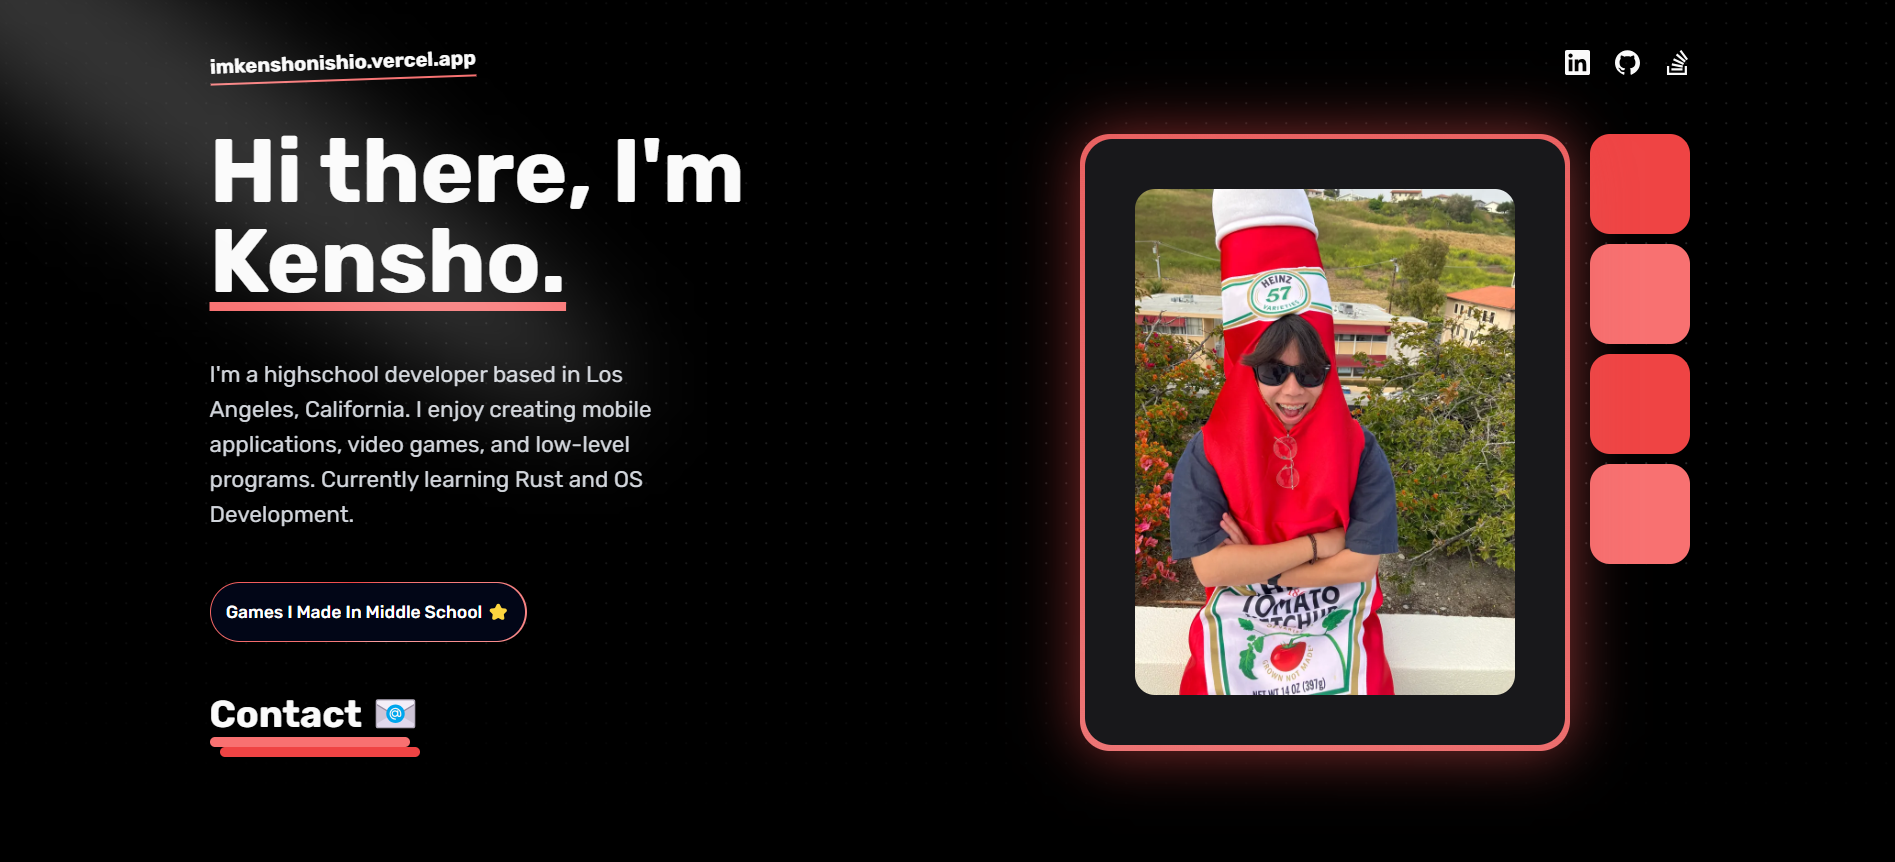 imkenshonishio.vercel.app
Hi there, I'm
Kensho.
I'm a highschool developer based in Los
Angeles, California. I enjoy creating mobile
applications, video games, and low-level
programs. Currently learning Rust and OS
Development.
Games I Made In Middle School
Contact
HEINZ
57
VARIETIES
TOMATO
KETCHUP
GROWN NOT MADE
NET WT 14 OZ (397g)